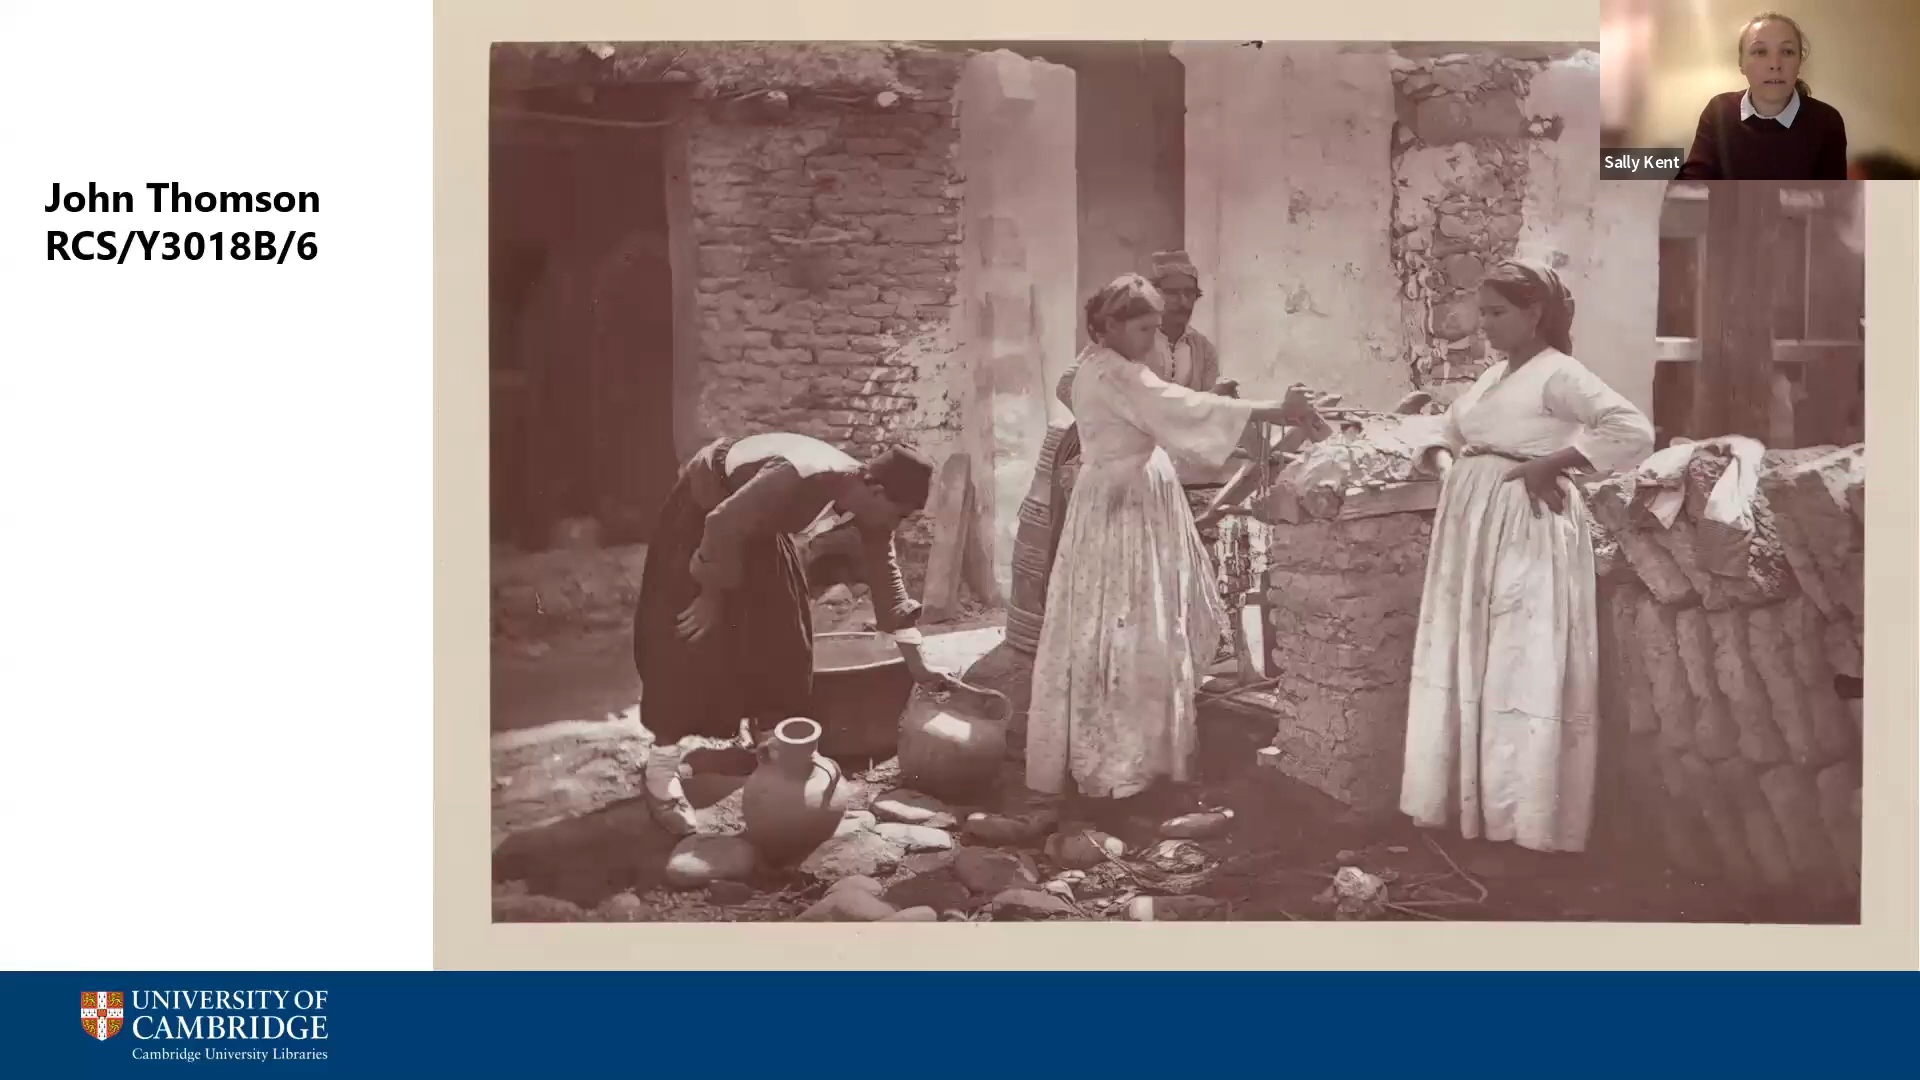 John Thomson
RCS/Y3018B/6
Sally Kent
UNIVERSITY OF
CAMBRIDGE
Cambridge University Libraries